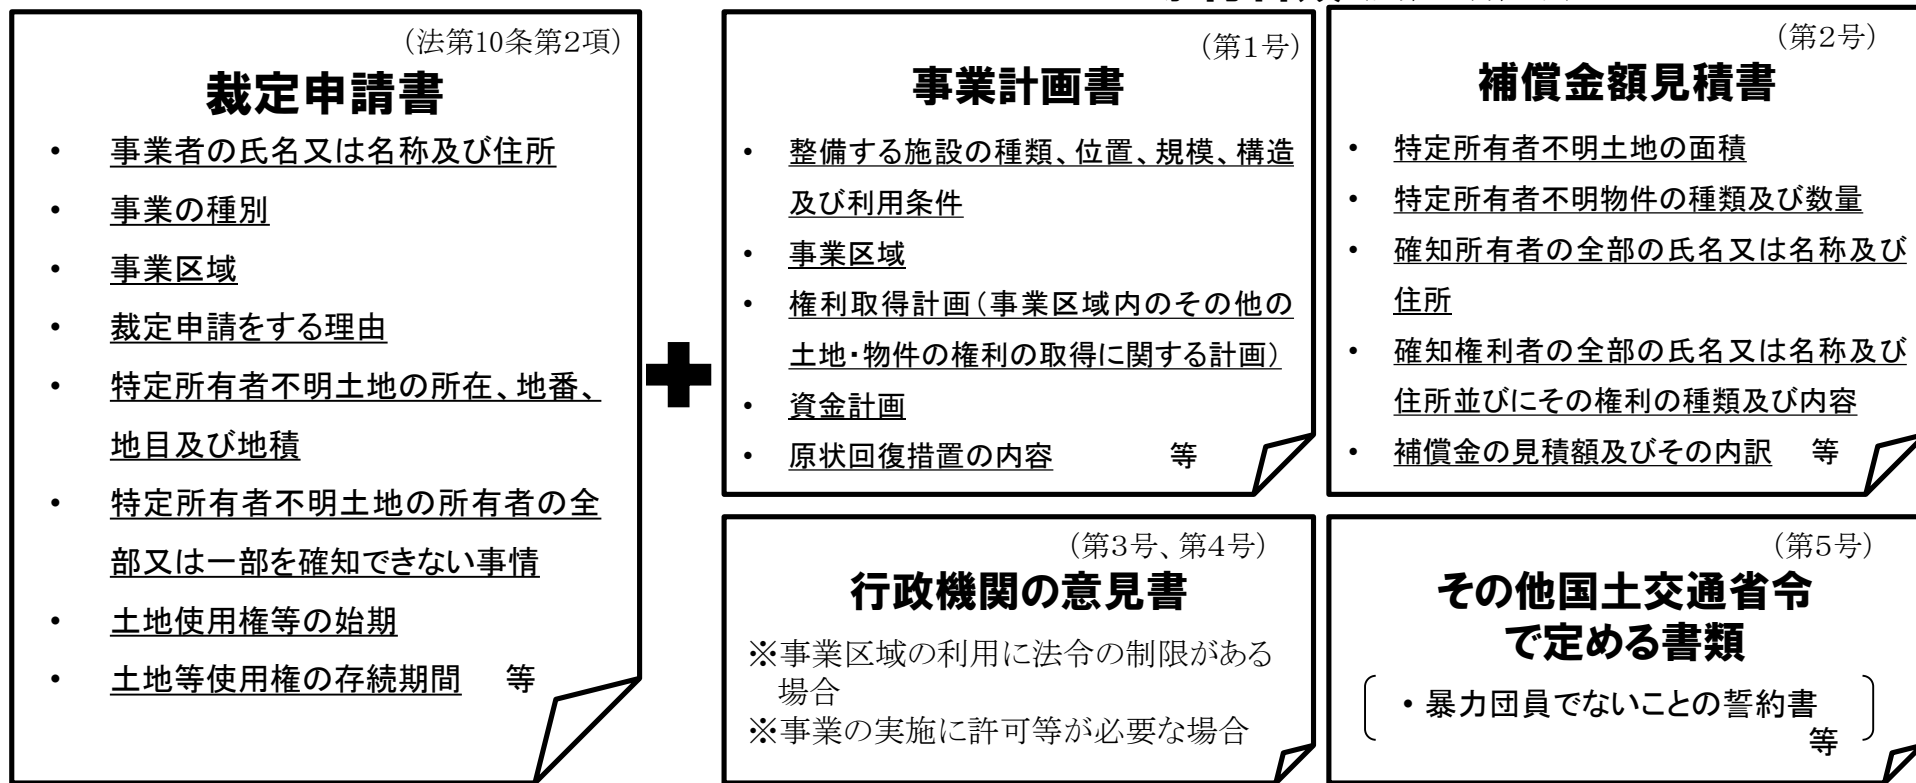 (法第10条第2項)
裁定申請書
• 事業者の氏名又は名称及び住所
• 事業の種別
• 事業区域
• 裁定申請をする理由
• 特定所有者不明土地の所在、地番、
地目及び地積
• 特定所有者不明土地の所有者の全
部又は一部を確知できない事情
• 土地使用権等の始期
• 土地等使用権の存続期間 等
(第1号)
事業計画書
• 整備する施設の種類、位置、規模、構造
及び利用条件
• 事業区域
• 権利取得計画(事業区域内のその他の
土地・物件の権利の取得に関する計画)
• 資金計画
• 原状回復措置の内容 等
(第2号)
補償金額見積書
• 特定所有者不明土地の面積
• 特定所有者不明物件の種類及び数量
• 確知所有者の全部の氏名又は名称及び
住所
• 確知権利者の全部の氏名又は名称及び
住所並びにその権利の種類及び内容
• 補償金の見積額及びその内訳 等
(第3号、第4号)
行政機関の意見書
※事業区域の利用に法令の制限がある
場合
※事業の実施に許可等が必要な場合
(第5号)
その他国土交通省令
で定める書類
・暴力団員でないことの誓約書
等